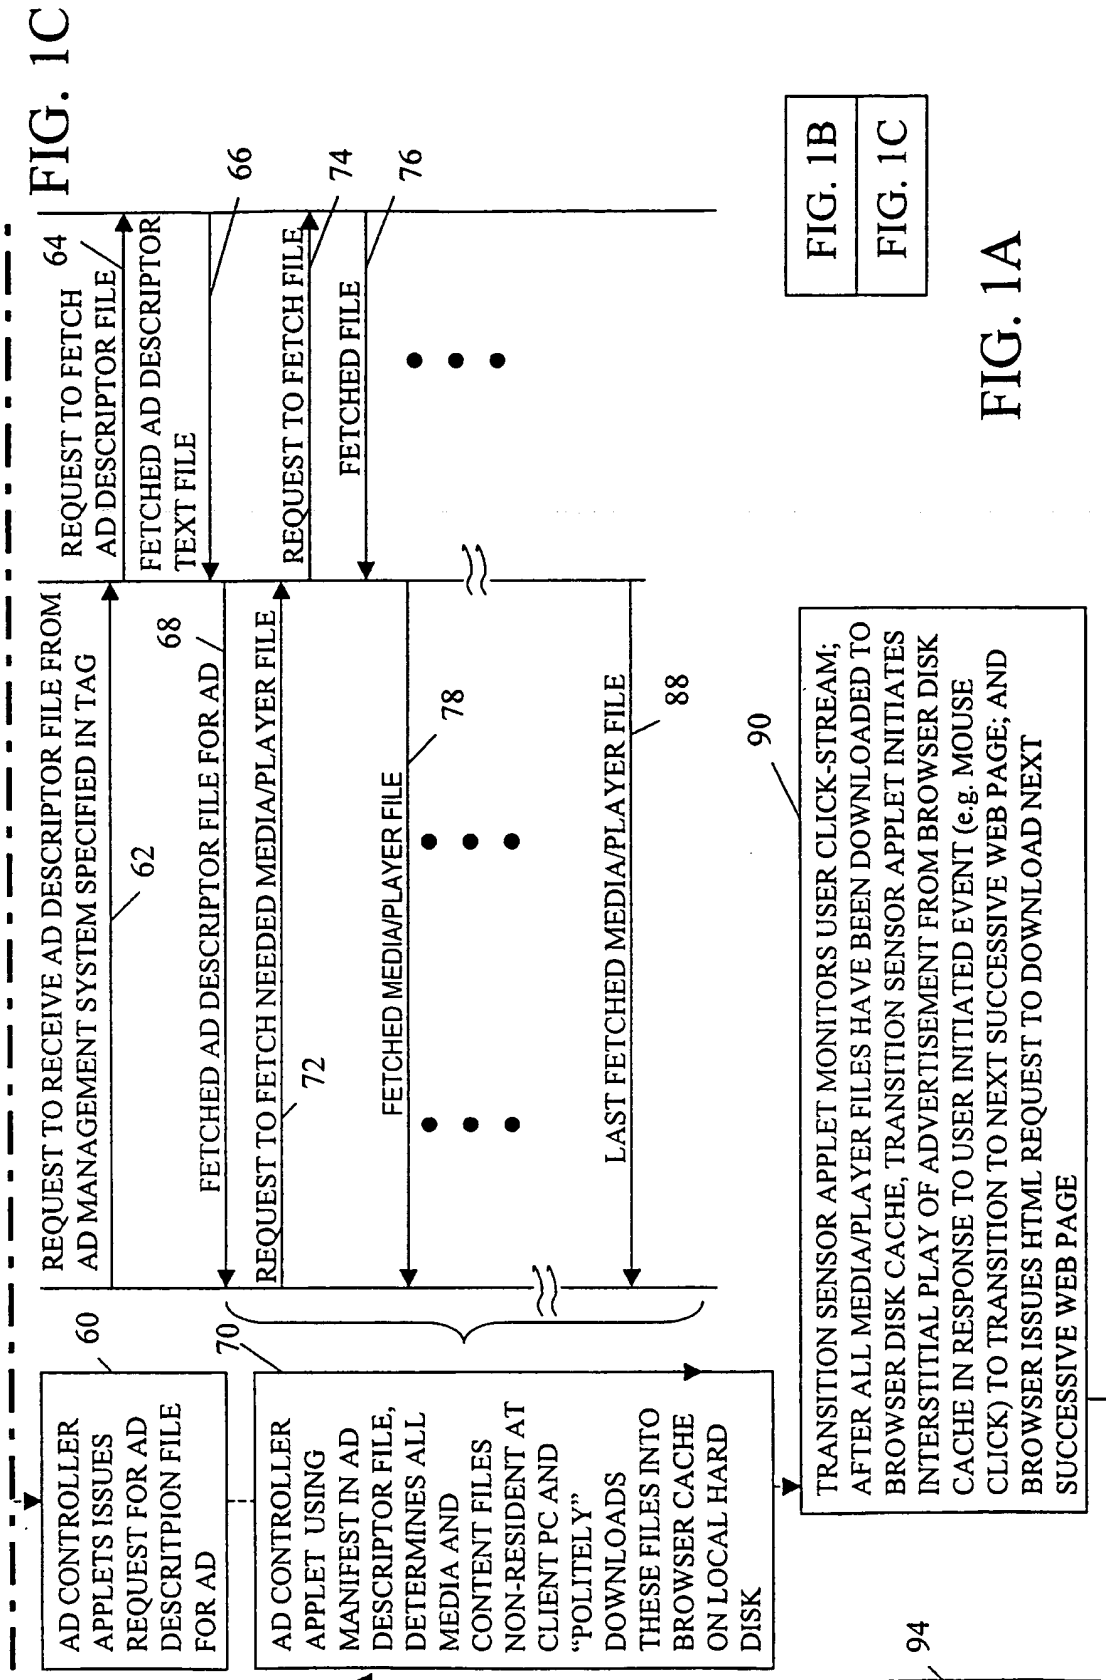 FIG. 1C
AD CONTROLLER
APPLETS ISSUES
REQUEST FOR AD
DESCRITPION FILE
FOR AD
60
REQUEST TO RECEIVE AD DESCRIPTOR FILE FROM
AD MANAGEMENT SYSTEM SPECIFIED IN TAG
62
REQUEST TO FETCH
AD DESCRIPTOR FILE
64
FETCHED AD DESCRIPTOR
TEXT FILE
66
FETCHED AD DESCRIPTOR FILE FOR AD
68
70
AD CONTROLLER
APPLET USING
MANIFEST IN AD
DESCRIPTOR FILE,
DETERMINES ALL
MEDIA AND
CONTENT FILES
NON-RESIDENT AT
CLIENT PC AND
“POLITELY”
DOWNLOADS
THESE FILES INTO
BROWSER CACHE
ON LOCAL HARD
DISK
REQUEST TO FETCH NEEDED MEDIA/PLAYER FILE
72
REQUEST TO FETCH FILE
74
FETCHED FILE
76
FETCHED MEDIA/PLAYER FILE
78
LAST FETCHED MEDIA/PLAYER FILE
88
90
TRANSITION SENSOR APPLET MONITORS USER CLICK-STREAM;
AFTER ALL MEDIA/PLAYER FILES HAVE BEEN DOWNLOADED TO
BROWSER DISK CACHE, TRANSITION SENSOR APPLET INITIATES
INTERSTITIAL PLAY OF ADVERTISEMENT FROM BROWSER DISK
CACHE IN RESPONSE TO USER INITIATED EVENT (e.g. MOUSE
CLICK) TO TRANSITION TO NEXT SUCCESSIVE WEB PAGE; AND
BROWSER ISSUES HTML REQUEST TO DOWNLOAD NEXT
SUCCESSIVE WEB PAGE
94
FIG. 1B
FIG. 1C
FIG. 1A